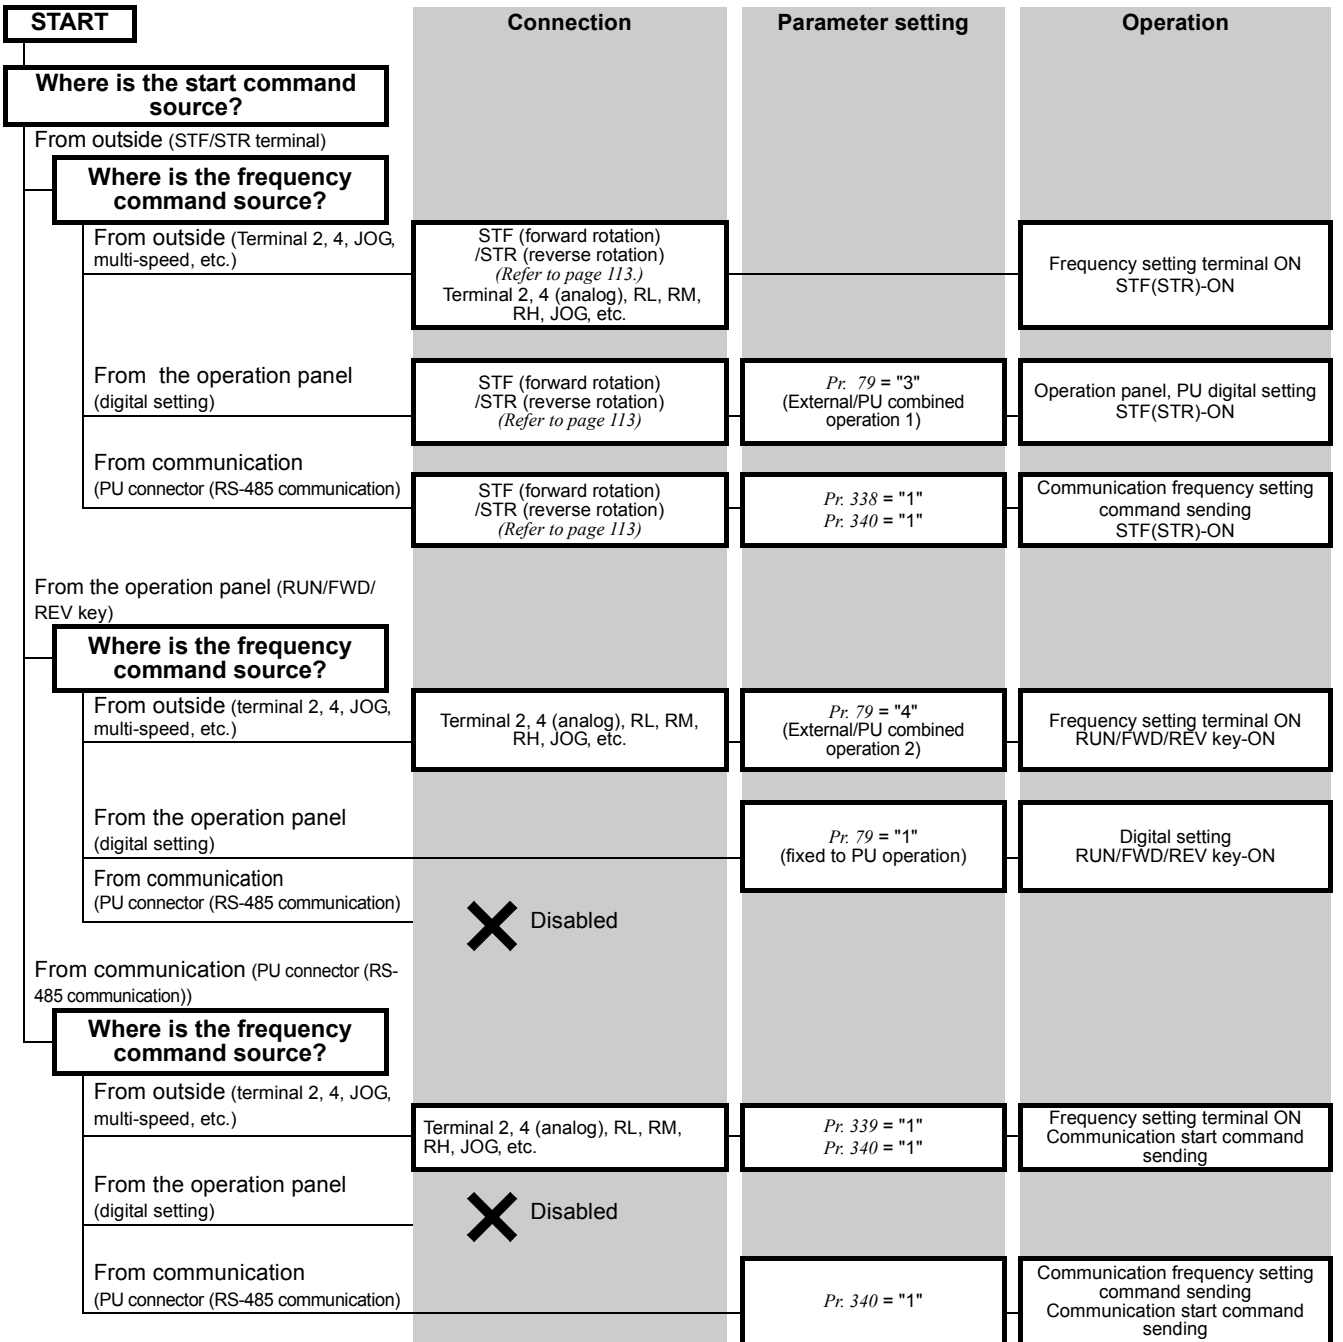 START
Connection
Parameter setting
Operation
Where is the start command
source?
From outside (STF/STR terminal)
Where is the frequency
command source?
From outside (Terminal 2, 4, JOG,
multi-speed, etc.)
STF (forward rotation)
/STR (reverse rotation)
(Refer to page 113.)
Terminal 2, 4 (analog), RL, RM,
RH, JOG, etc.
Frequency setting terminal ON
STF(STR)-ON
From the operation panel
(digital setting)
STF (forward rotation)
/STR (reverse rotation)
(Refer to page 113)
Pr. 79 = "3"
(External/PU combined
operation 1)
Operation panel, PU digital setting
STF(STR)-ON
From communication
(PU connector (RS-485 communication)
STF (forward rotation)
/STR (reverse rotation)
(Refer to page 113)
Pr. 338 = "1"
Pr. 340 = "1"
Communication frequency setting
command sending
STF(STR)-ON
From the operation panel (RUN/FWD/
REV key)
Where is the frequency
command source?
From outside (terminal 2, 4, JOG,
multi-speed, etc.)
Terminal 2, 4 (analog), RL, RM,
RH, JOG, etc.
Pr. 79 = "4"
(External/PU combined
operation 2)
Frequency setting terminal ON
RUN/FWD/REV key-ON
From the operation panel
(digital setting)
Pr. 79 = "1"
(fixed to PU operation)
Digital setting
RUN/FWD/REV key-ON
From communication
(PU connector (RS-485 communication)
Disabled
From communication (PU connector (RS-
485 communication))
Where is the frequency
command source?
From outside (terminal 2, 4, JOG,
multi-speed, etc.)
Terminal 2, 4 (analog), RL, RM,
RH, JOG, etc.
Pr. 339 = "1"
Pr. 340 = "1"
Frequency setting terminal ON
Communication start command
sending
From the operation panel
(digital setting)
Disabled
From communication
(PU connector (RS-485 communication)
Pr. 340 = "1"
Communication frequency setting
command sending
Communication start command
sending